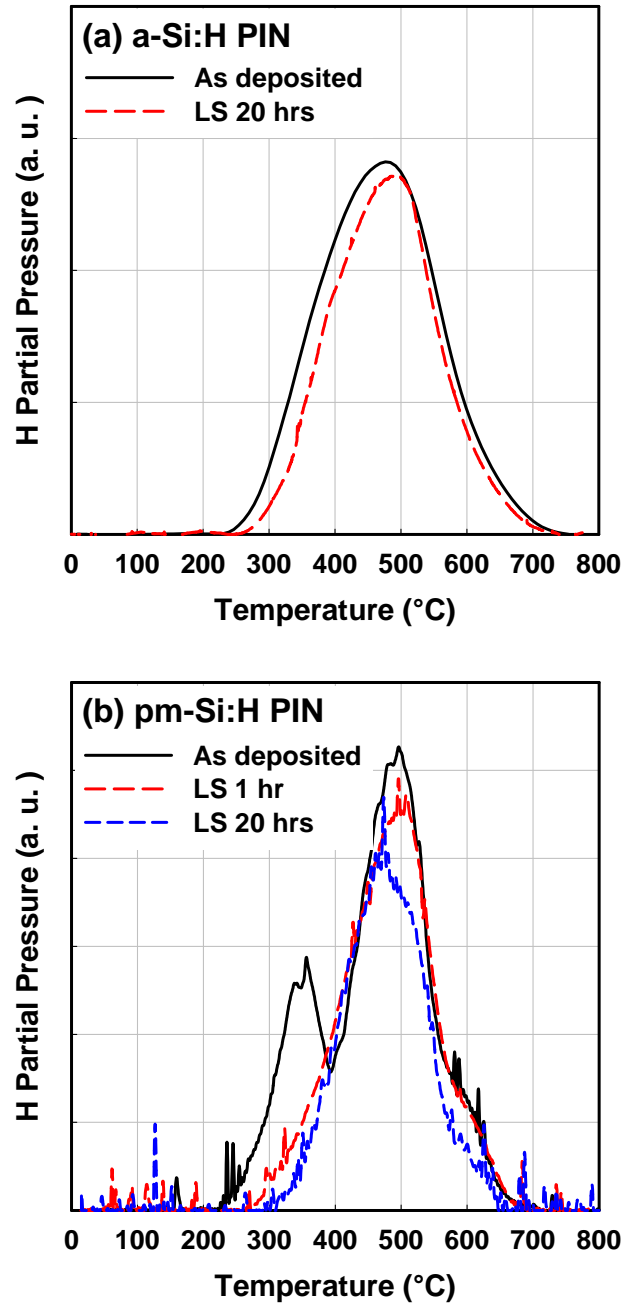 (a) a-Si:H PIN
As deposited
LS 20 hrs
H Partial Pressure (a. u. )
0 100 200 300 400 500 600 700 800
Temperature (°C)
(b) pm-Si:H PIN
As deposited
LS 1 hr
LS 20 hrs
H Partial Pressure (a. u. )
0 100 200 300 400 500 600 700 800
Temperature (°C)